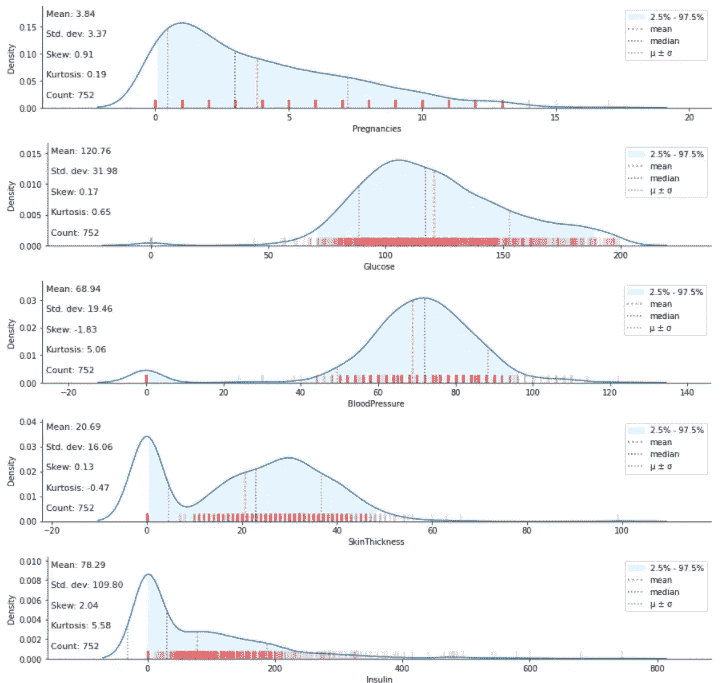 Mean: 3.84
Std. dev: 3.37
Skew: 0.91
Kurtosis: 0.19
Count: 752
2.5% - 97.5%
mean
median
μ ± σ
Density
0.15
0.10
0.05
0.00
0 5 10 15 20
Pregnancies
Mean: 120.76
Std. dev: 31.98
Skew: 0.17
Kurtosis: 0.65
Count: 752
2.5% - 97.5%
mean
median
μ ± σ
Density
0.015
0.010
0.005
0.000
0 50 100 150 200
Glucose
Mean: 68.94
Std. dev: 19.46
Skew: -1.83
Kurtosis: 5.06
Count: 752
2.5% - 97.5%
mean
median
μ ± σ
Density
0.03
0.02
0.01
0.00
−20 0 20 40 60 80 100 120 140
BloodPressure
Mean: 20.69
Std. dev: 16.06
Skew: 0.13
Kurtosis: -0.47
Count: 752
2.5% - 97.5%
mean
median
μ ± σ
Density
0.04
0.03
0.02
0.01
0.00
−20 0 20 40 60 80 100
SkinThickness
Mean: 78.29
Std. dev: 109.80
Skew: 2.04
Kurtosis: 5.58
Count: 752
2.5% - 97.5%
mean
median
μ ± σ
Density
0.010
0.008
0.006
0.004
0.002
0.000
0 200 400 600 800
Insulin